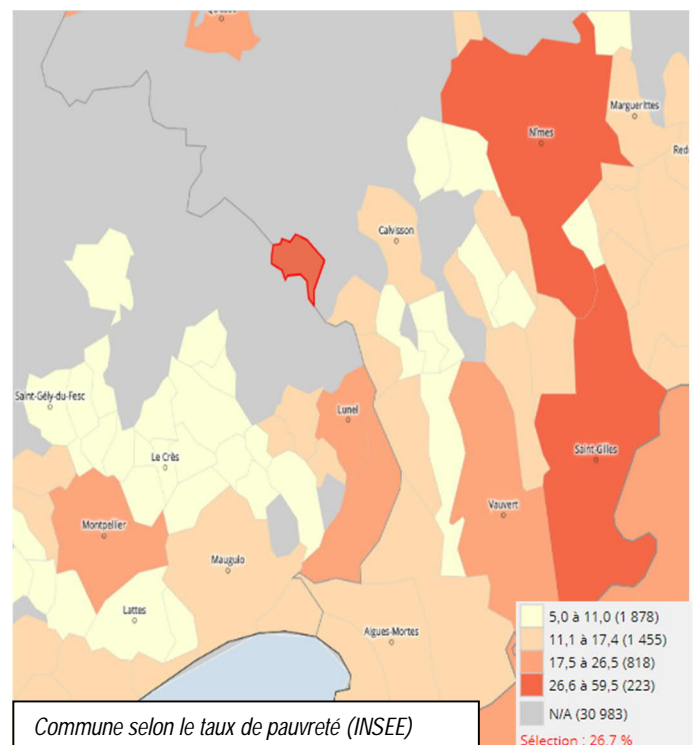 Marguerittes
Nîmes
Calvisson
Saint-Gély-du-Fesc
Lunel
Le Crès
Saint-Gilles
Vauvert
Montpellier
Mauguio
Lattes
Aigues-Mortes
5,0 à 11,0 (1 878)
11,1 à 17,4 (1 455)
17,5 à 26,5 (818)
26,6 à 59,5 (223)
N/A (30 983)
Sélection : 26,7 %
Commune selon le taux de pauvreté (INSEE)